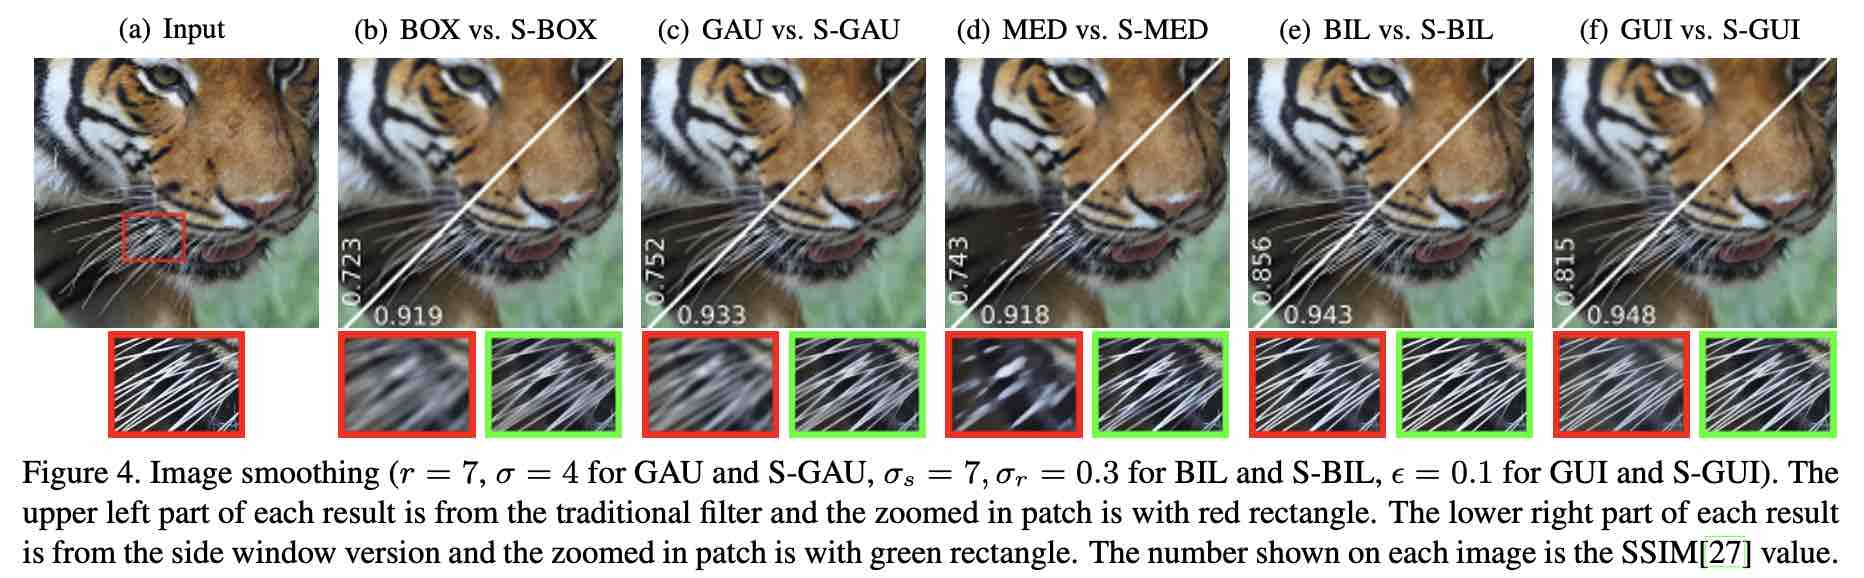 (a) Input
(b) BOX vs. S-BOX
(c) GAU vs. S-GAU
(d) MED vs. S-MED
(e) BIL vs. S-BIL
(f) GUI vs. S-GUI
0.723
0.919
0.752
0.933
0.743
0.918
0.856
0.943
0.815
0.948
Figure 4. Image smoothing (r = 7, σ = 4 for GAU and S-GAU, σₛ = 7, σᵣ = 0.3 for BIL and S-BIL, ϵ = 0.1 for GUI and S-GUI). The
upper left part of each result is from the traditional filter and the zoomed in patch is with red rectangle. The lower right part of each result
is from the side window version and the zoomed in patch is with green rectangle. The number shown on each image is the SSIM[27] value.